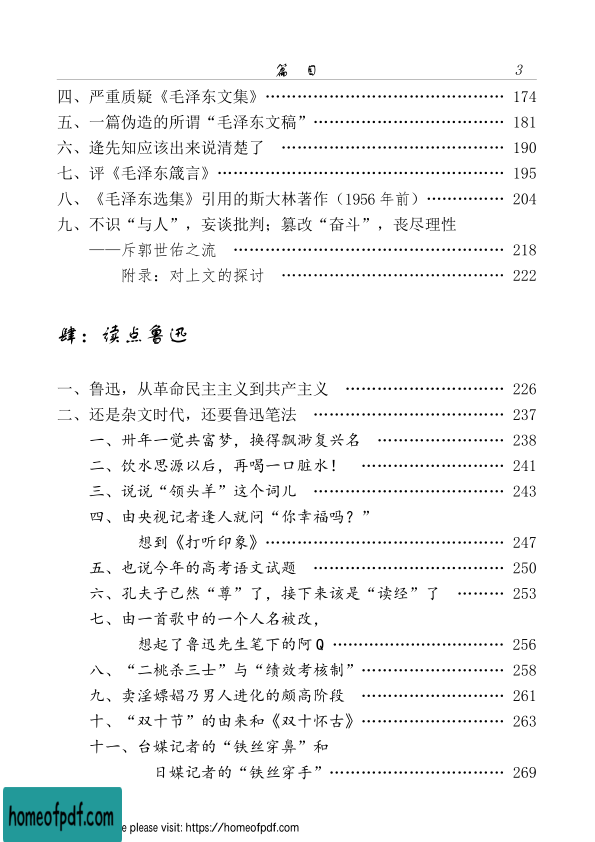 篇 目 3
四、严重质疑《毛泽东文集》…………………………………… 174
五、一篇伪造的所谓“毛泽东文稿”…………………………… 181
六、逄先知应该出来说清楚了 ………………………………… 190
七、评《毛泽东箴言》…………………………………………… 195
八、《毛泽东选集》引用的斯大林著作(1956年前)…………… 204
九、不识“与人”,妄谈批判;篡改“奋斗”,丧尽理性
——斥郭世佑之流 ……………………………………… 218
附录:对上文的探讨 ………………………………… 222
肆:读点鲁迅
一、鲁迅,从革命民主主义到共产主义 ……………………… 226
二、还是杂文时代,还要鲁迅笔法 …………………………… 237
一、卅年一觉共富梦,换得飘渺复兴名 ………………… 238
二、饮水思源以后,再喝一口脏水! …………………… 241
三、说说“领头羊”这个词儿 …………………………… 243
四、由央视记者逢人就问“你幸福吗?”
想到《打听印象》…………………………………… 247
五、也说今年的高考语文试题 …………………………… 250
六、孔夫子已然“尊”了,接下来该是“读经”了 ……… 253
七、由一首歌中的一个人名被改,
想起了鲁迅先生笔下的阿Q ………………………… 256
八、“二桃杀三士”与“绩效考核制”…………………… 258
九、卖淫嫖娼乃男人进化的颇高阶段 …………………… 261
十、“双十节”的由来和《双十怀古》…………………… 263
十一、台媒记者的“铁丝穿鼻”和
日媒记者的“铁丝穿手”………………………… 269
homeofpdf.com
e please visit: https://homeofpdf.com